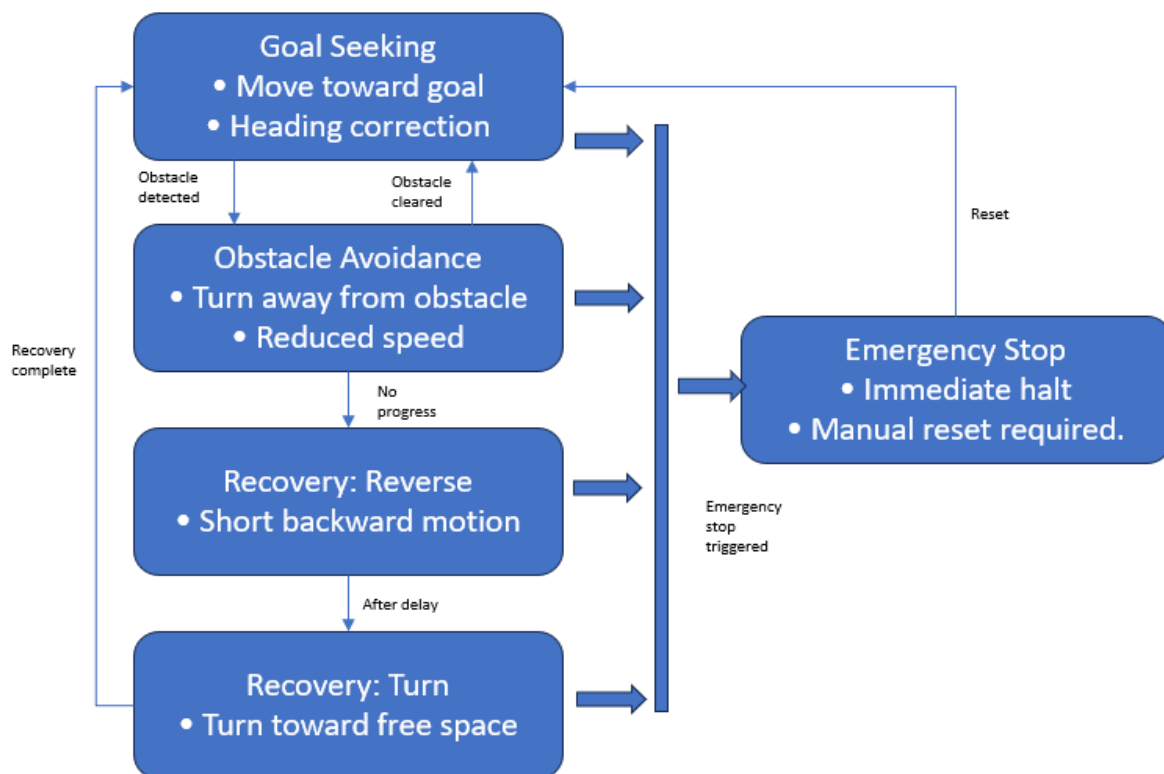 Goal Seeking
• Move toward goal
• Heading correction
Obstacle
detected
Obstacle
cleared
Reset
Obstacle Avoidance
• Turn away from obstacle
• Reduced speed
Recovery
complete
Emergency Stop
• Immediate halt
• Manual reset required.
No
progress
Recovery: Reverse
• Short backward motion
Emergency
stop
triggered
After delay
Recovery: Turn
• Turn toward free space